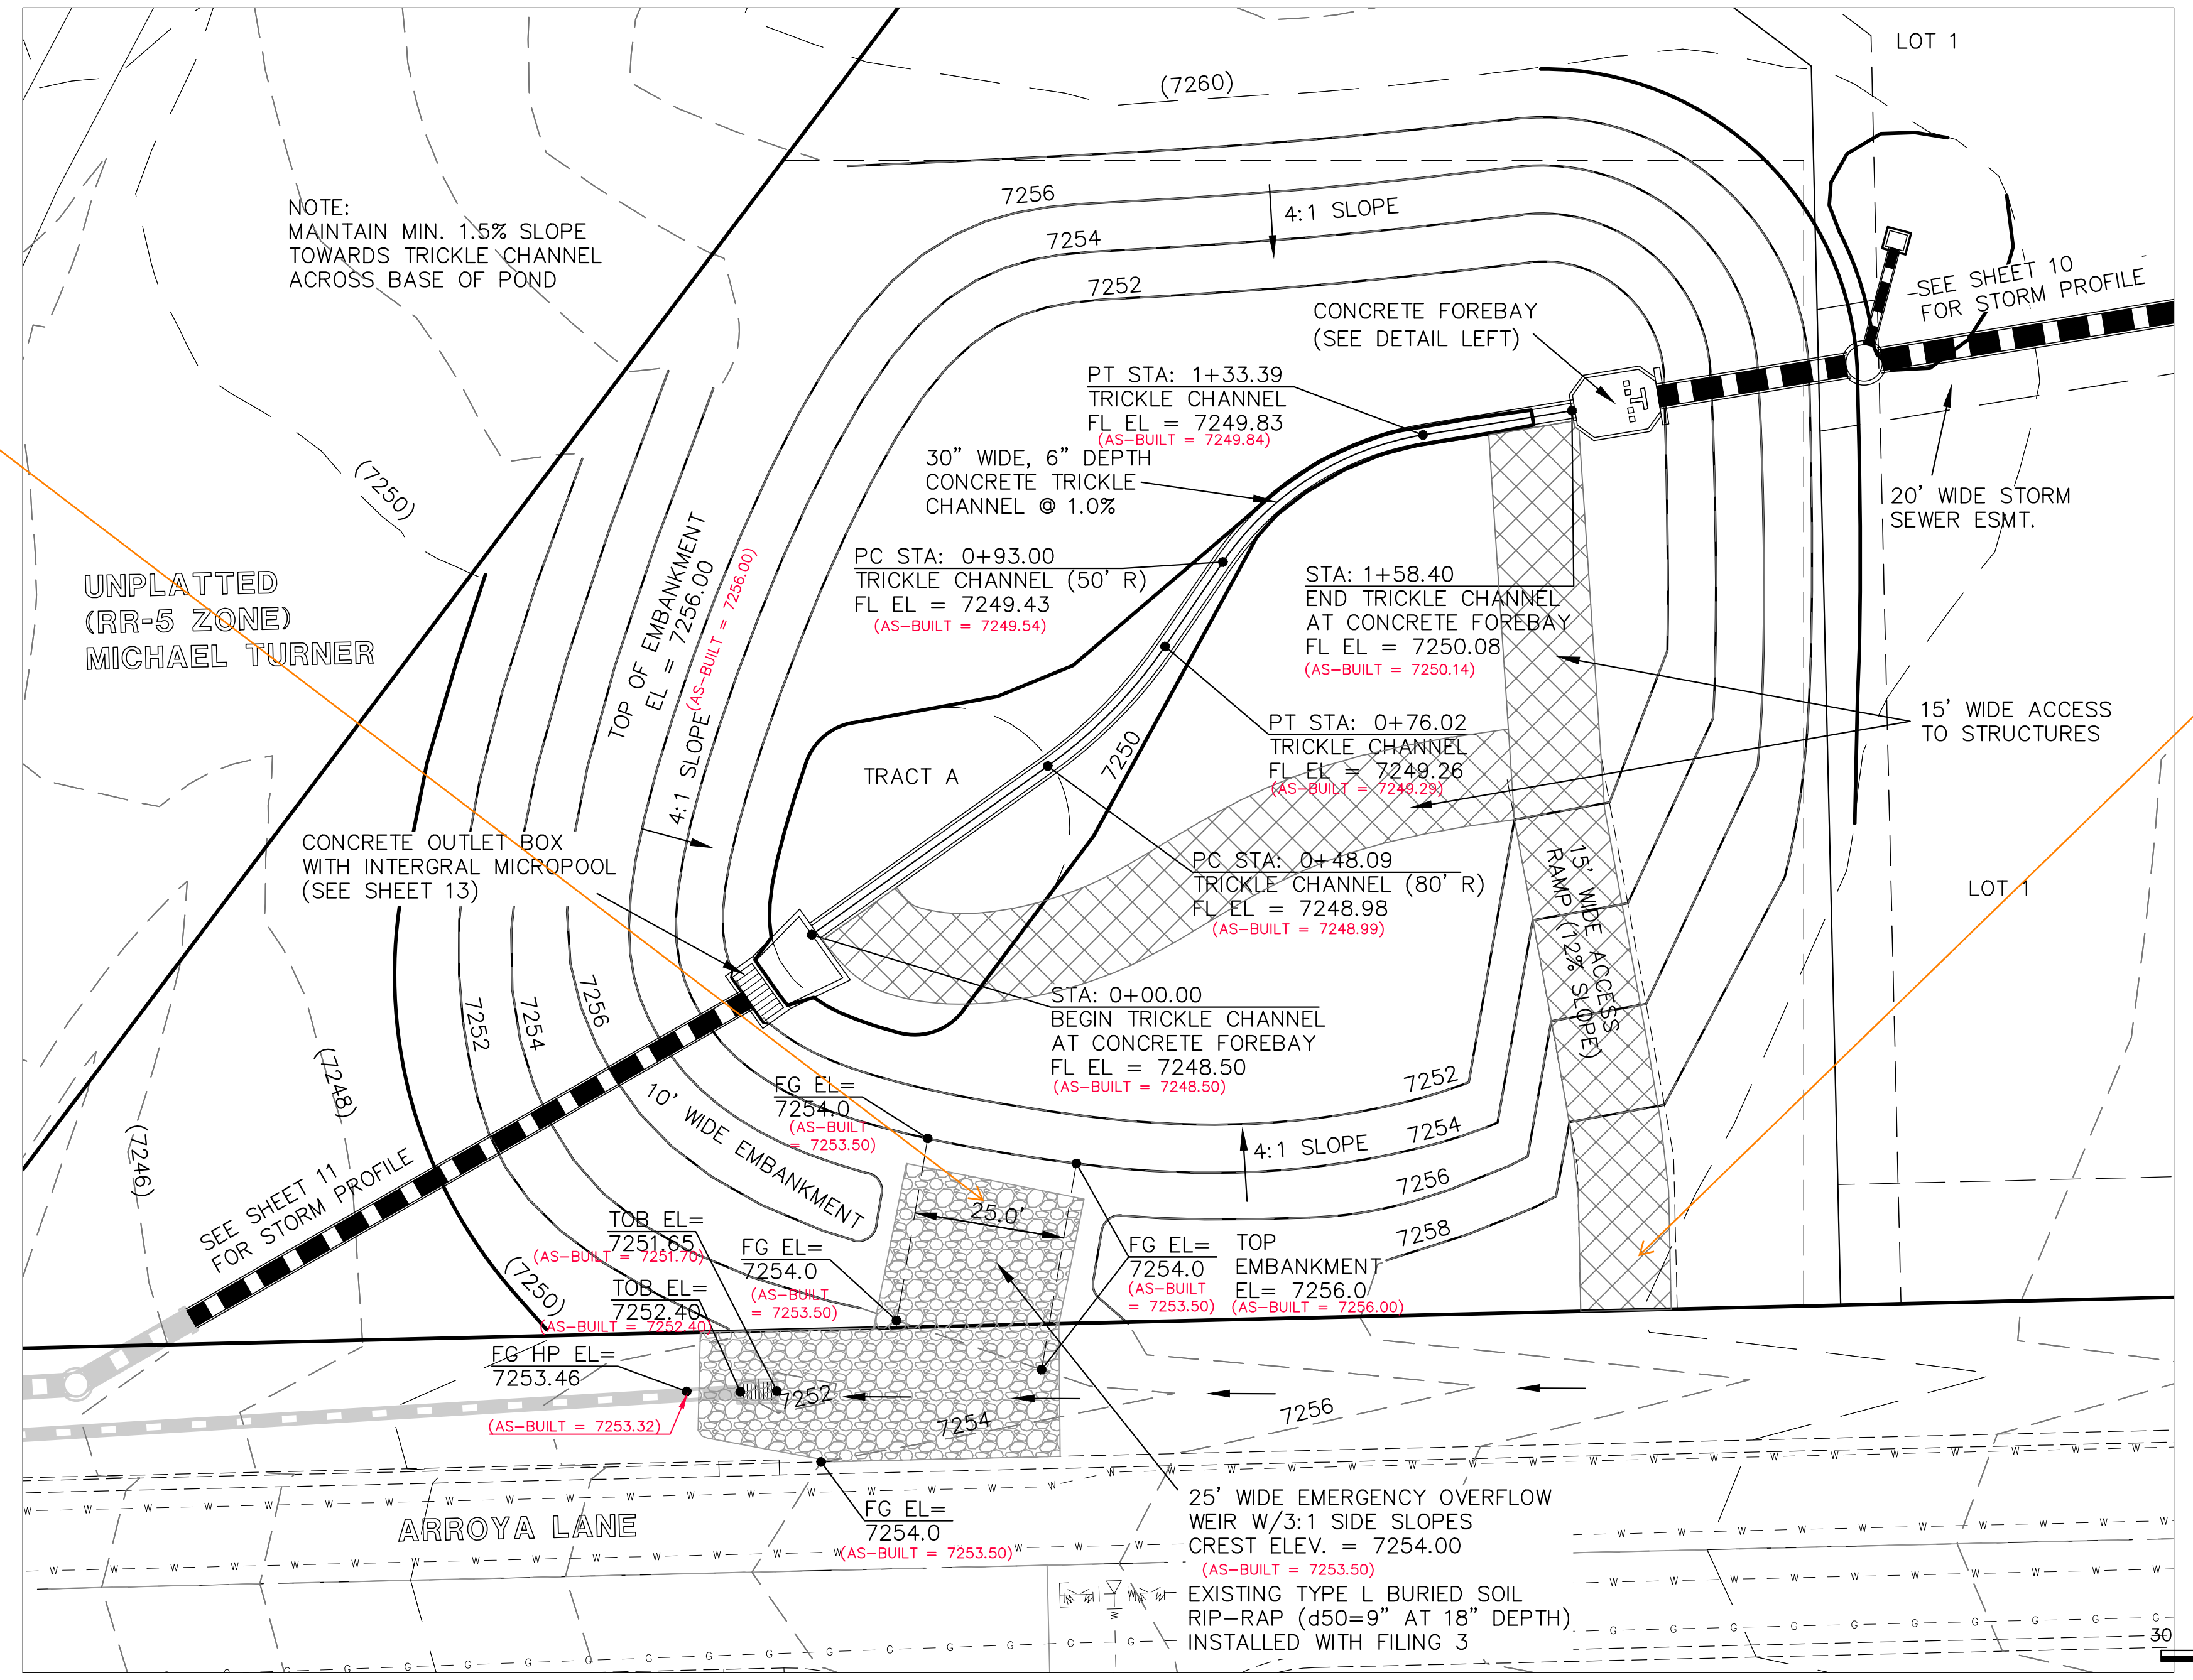 LOT 1
(7260)
NOTE:
MAINTAIN MIN. 1.5% SLOPE
TOWARDS TRICKLE CHANNEL
ACROSS BASE OF POND
7256
4:1 SLOPE
7254
7252
CONCRETE FOREBAY
(SEE DETAIL LEFT)
SEE SHEET 10
FOR STORM PROFILE
PT STA: 1+33.39
TRICKLE CHANNEL
FL EL = 7249.83
(AS-BUILT = 7249.84)
30" WIDE, 6" DEPTH
CONCRETE TRICKLE
CHANNEL @ 1.0%
(7250)
20' WIDE STORM
SEWER ESMT.
TOP OF EMBANKMENT
EL = 7256.00
(AS-BUILT = 7256.00)
PC STA: 0+93.00
TRICKLE CHANNEL (50' R)
FL EL = 7249.43
(AS-BUILT = 7249.54)
STA: 1+58.40
END TRICKLE CHANNEL
AT CONCRETE FOREBAY
FL EL = 7250.08
(AS-BUILT = 7250.14)
UNPLATTED
(RR-5 ZONE)
MICHAEL TURNER
15' WIDE ACCESS
TO STRUCTURES
PT STA: 0+76.02
TRICKLE CHANNEL
FL EL = 7249.26
(AS-BUILT = 7249.29)
7250
TRACT A
4:1 SLOPE
CONCRETE OUTLET BOX
WITH INTERGRAL MICROPOOL
(SEE SHEET 13)
PC STA: 0+48.09
TRICKLE CHANNEL (80' R)
FL EL = 7248.98
(AS-BUILT = 7248.99)
15' WIDE ACCESS
RAMP (12% SLOPE)
LOT 1
STA: 0+00.00
BEGIN TRICKLE CHANNEL
AT CONCRETE FOREBAY
FL EL = 7248.50
(AS-BUILT = 7248.50)
7252
7254
7256
(7248)
(7246)
10' WIDE EMBANKMENT
FG EL=
7254.0
(AS-BUILT
= 7253.50)
7252
7254
4:1 SLOPE
7256
7258
SEE SHEET 11
FOR STORM PROFILE
25.0'
TOB EL=
7251.65
(AS-BUILT = 7251.70)
FG EL=
7254.0
(AS-BUILT
= 7253.50)
FG EL=
7254.0
(AS-BUILT
= 7253.50)
TOP
EMBANKMENT
EL= 7256.0
(AS-BUILT = 7256.00)
(7250)
TOB EL=
7252.40
(AS-BUILT = 7252.40)
FG HP EL=
7253.46
(AS-BUILT = 7253.32)
7252
7254
7256
FG EL=
7254.0
(AS-BUILT = 7253.50)
ARROYA LANE
25' WIDE EMERGENCY OVERFLOW
WEIR W/3:1 SIDE SLOPES
CREST ELEV. = 7254.00
(AS-BUILT = 7253.50)
EXISTING TYPE L BURIED SOIL
RIP-RAP (d50=9" AT 18" DEPTH)
INSTALLED WITH FILING 3
30